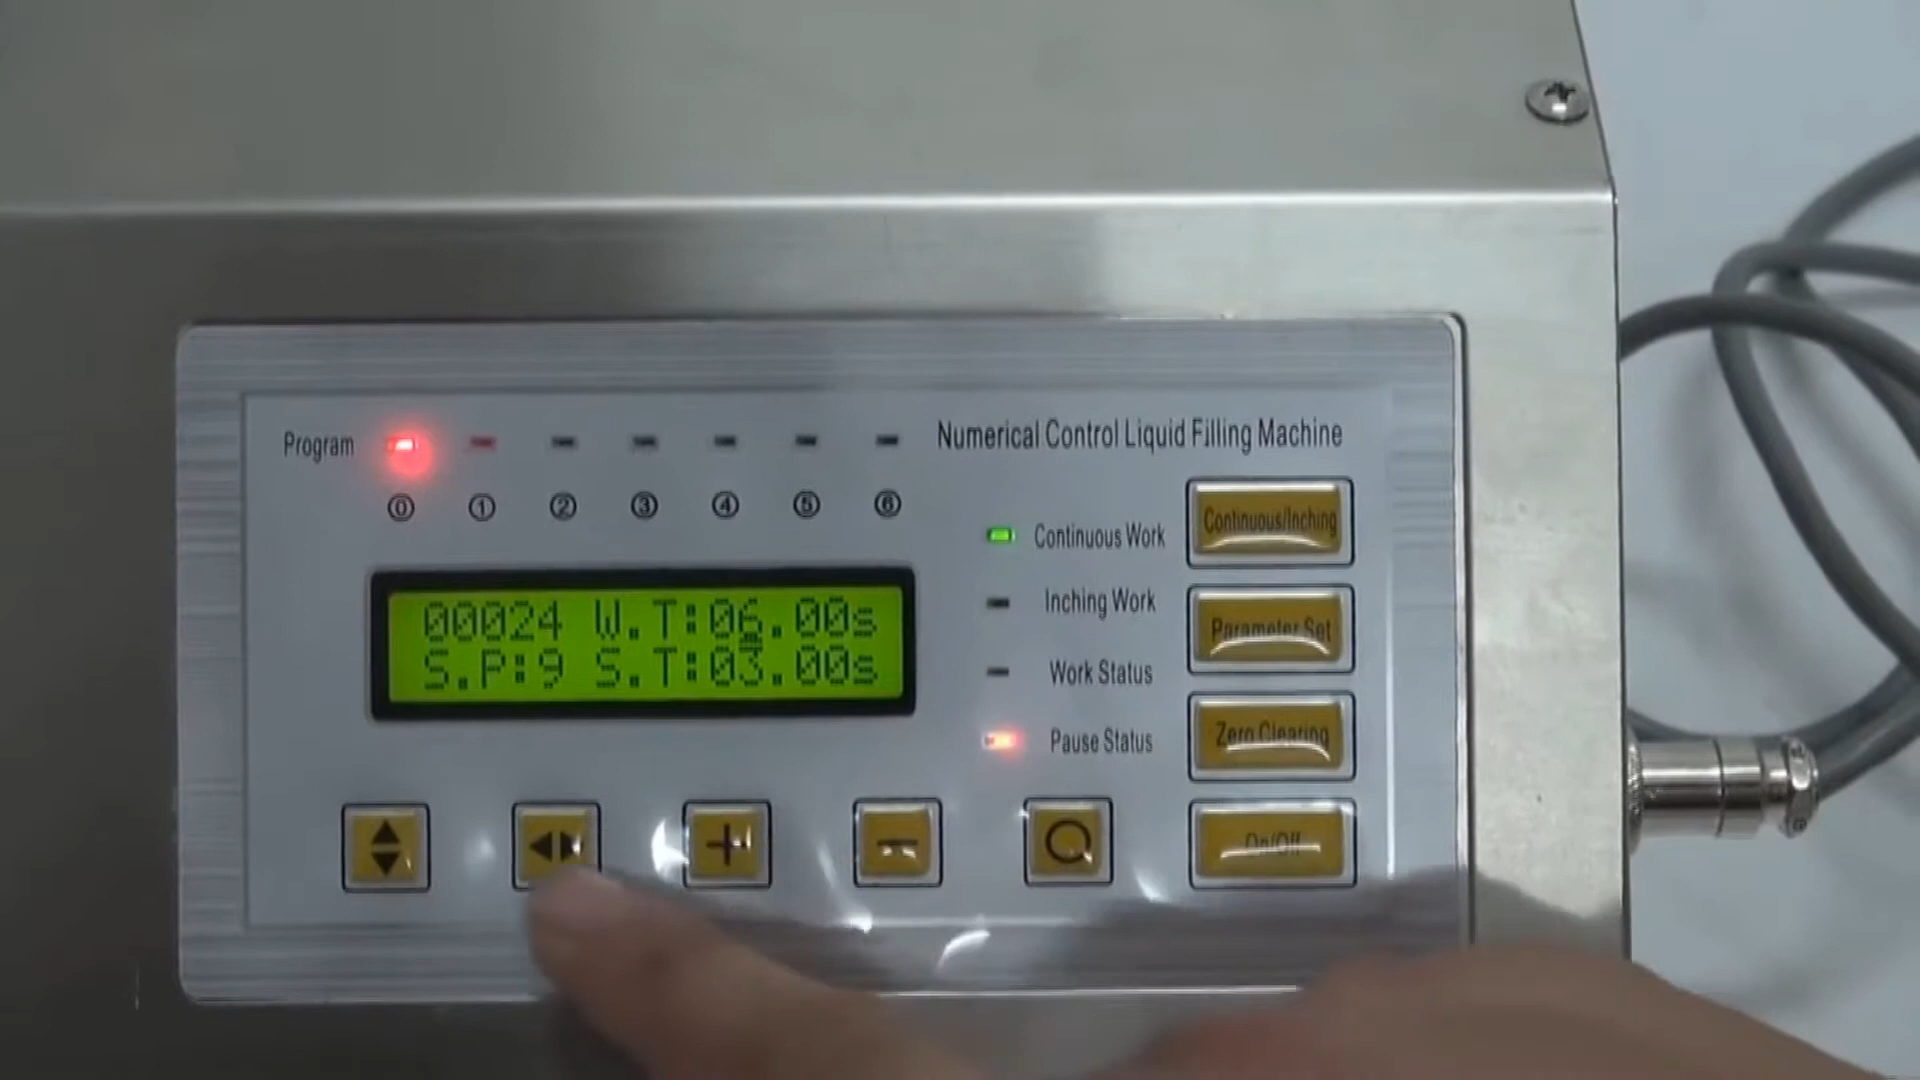 Program
Numerical Control Liquid Filling Machine
⓪ ① ② ③ ④ ⑤ ⑥
Continuous/Inching
Continuous Work
00024 W.T:06.00s
S.P:9 S.T:03.00s
Inching Work
Parameter Set
Work Status
Zero Clearing
Pause Status
On/Off